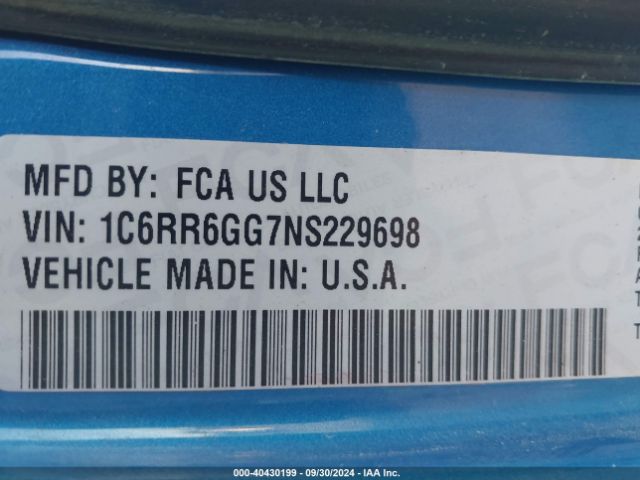 MFD BY: FCA US LLC
VIN: 1C6RR6GG7NS229698
VEHICLE MADE IN: U.S.A.
000-40430199 - 09/30/2024 - IAA Inc.